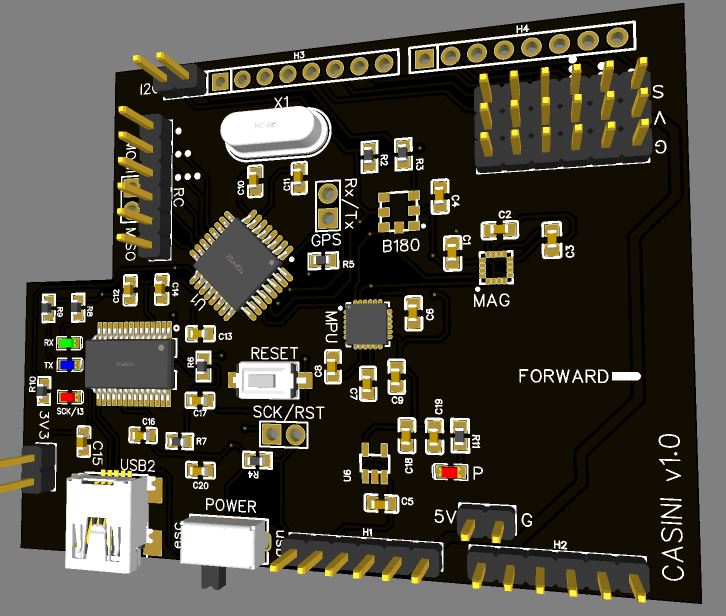 H3
H4
I2C
X1
S
V
G
RC
MISO
C10
C11
R2
R3
Rx/Tx
GPS
C4
B180
C2
C1
C3
MAG
U1
R5
C12
C14
R9
R8
RX
TX
SCK/13
R10
3V3
C13
R6
C17
RESET
MPU
C6
C8
C7
C9
FORWARD
SCK/RST
C15
C16
R7
R4
C20
USB2
U6
C18
C19
R11
P
C5
POWER
USB
H1
5V
G
H2
CASINI v1.0